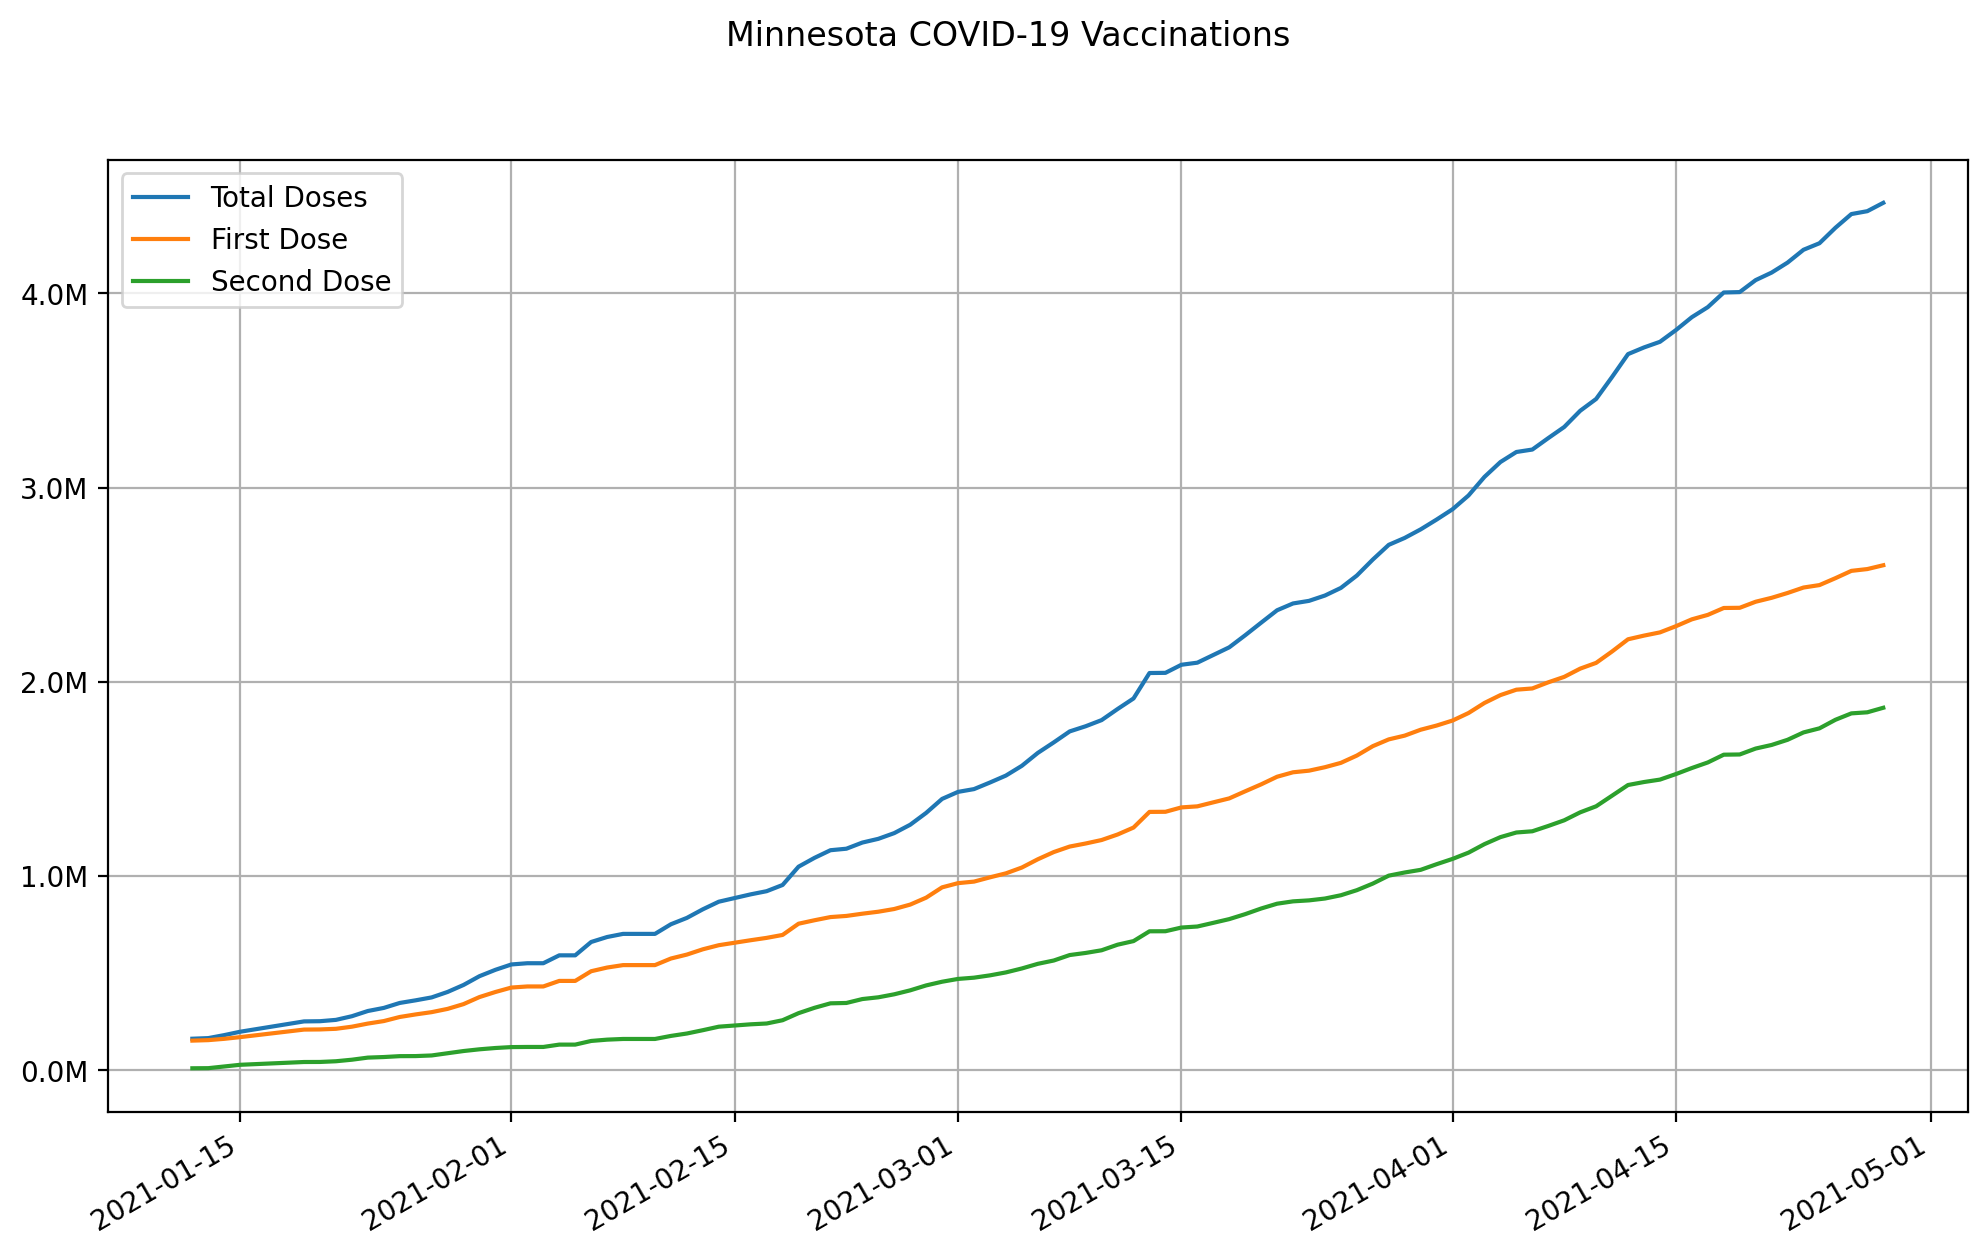 Minnesota COVID-19 Vaccinations
Total Doses
First Dose
Second Dose
4.0M
3.0M
2.0M
1.0M
0.0M
2021-01-15
2021-02-01
2021-02-15
2021-03-01
2021-03-15
2021-04-01
2021-04-15
2021-05-01